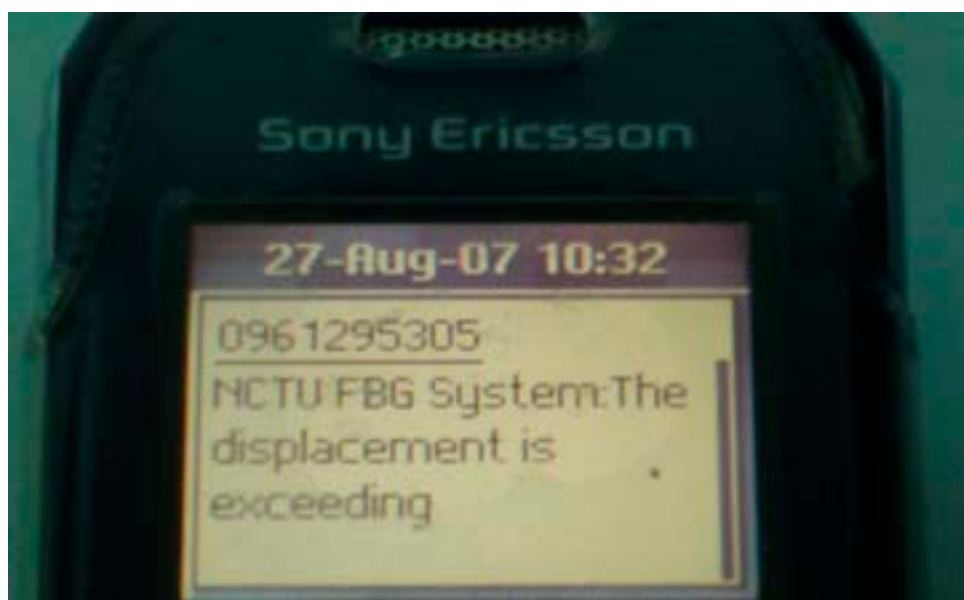 Sony Ericsson
27-Aug-07 10:32
0961295305
NCTU FBG System:The
displacement is
exceeding